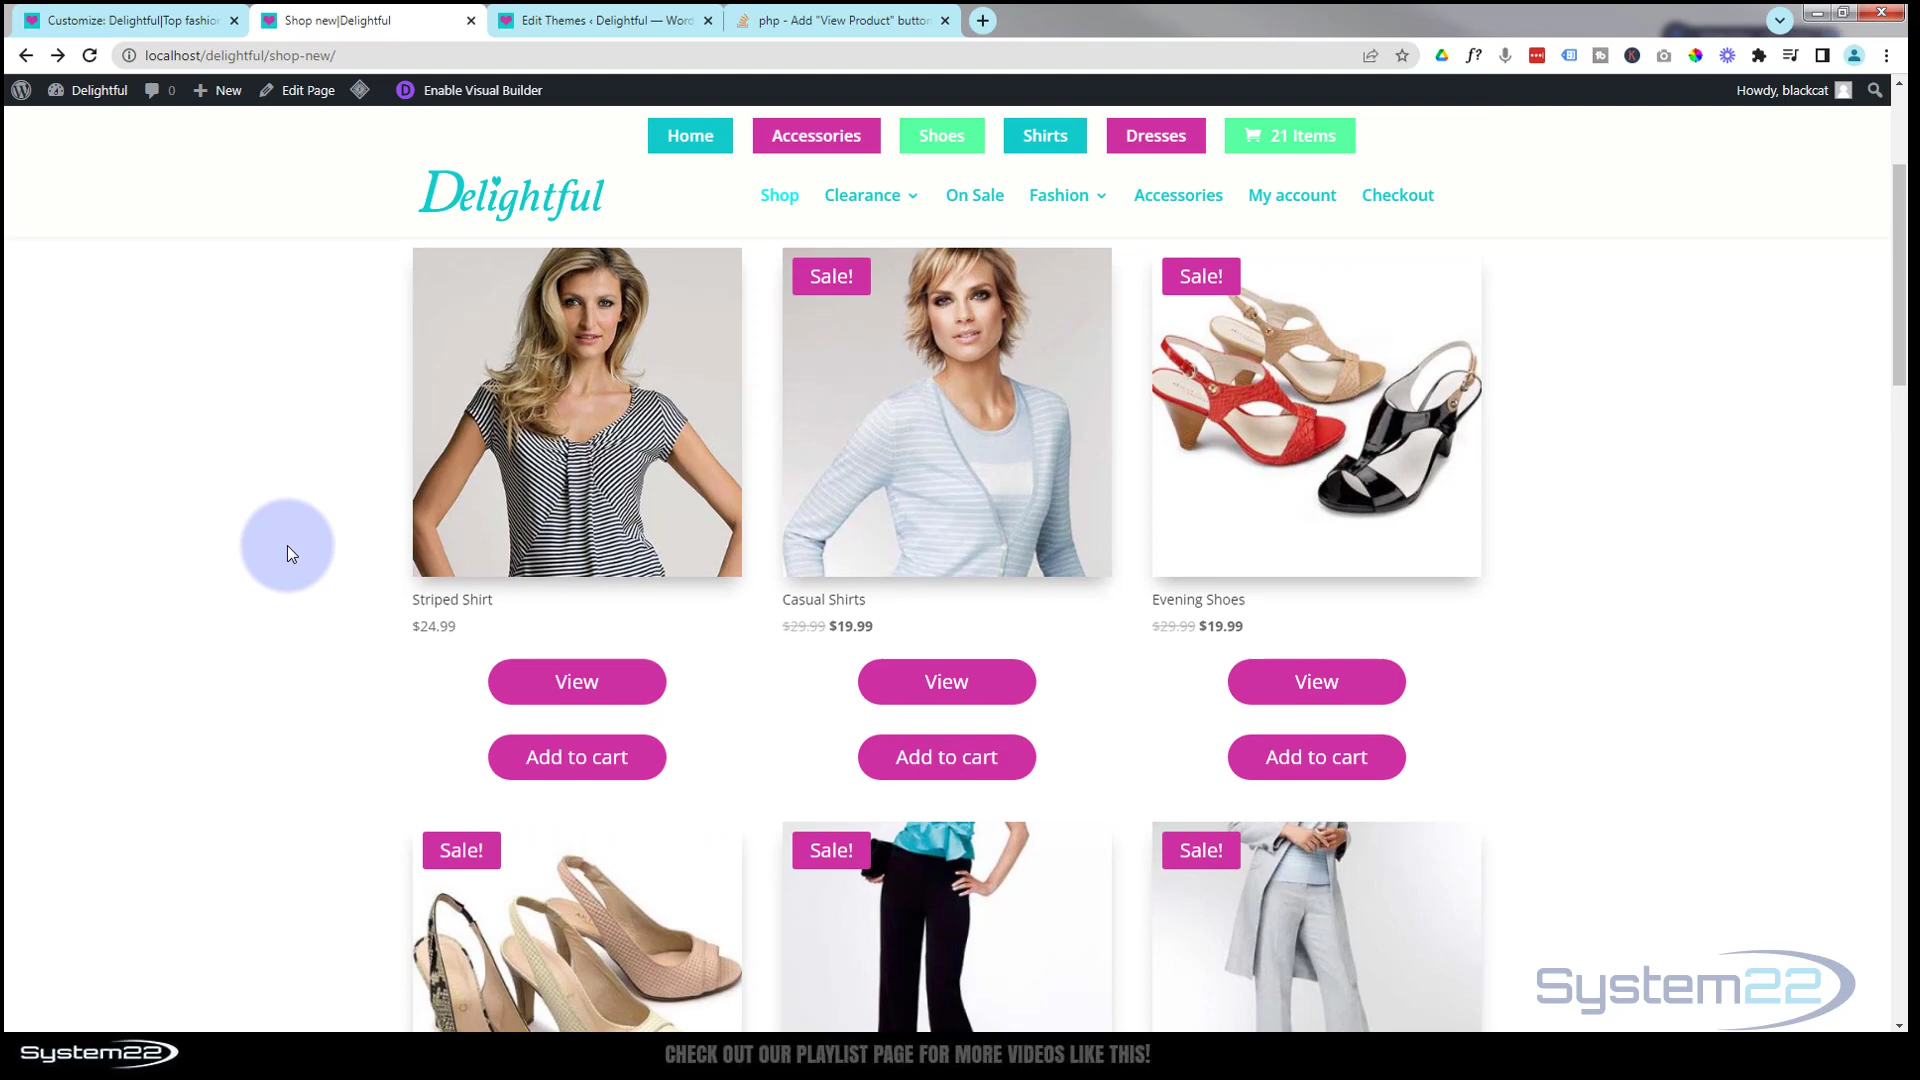 Customize: Delightful|Top fashion
Shop new|Delightful
Edit Themes ‹ Delightful — Word
php - Add "View Product" button
localhost/delightful/shop-new/
Delightful 0 New Edit Page Enable Visual Builder Howdy, blackcat
Home Accessories Shoes Shirts Dresses 21 Items
Delightful
Shop Clearance On Sale Fashion Accessories My account Checkout
Sale! Sale!
Striped Shirt Casual Shirts Evening Shoes
$24.99 $29.99 $19.99 $29.99 $19.99
View View View
Add to cart Add to cart Add to cart
Sale! Sale! Sale!
System22
System22 CHECK OUT OUR PLAYLIST PAGE FOR MORE VIDEOS LIKE THIS!